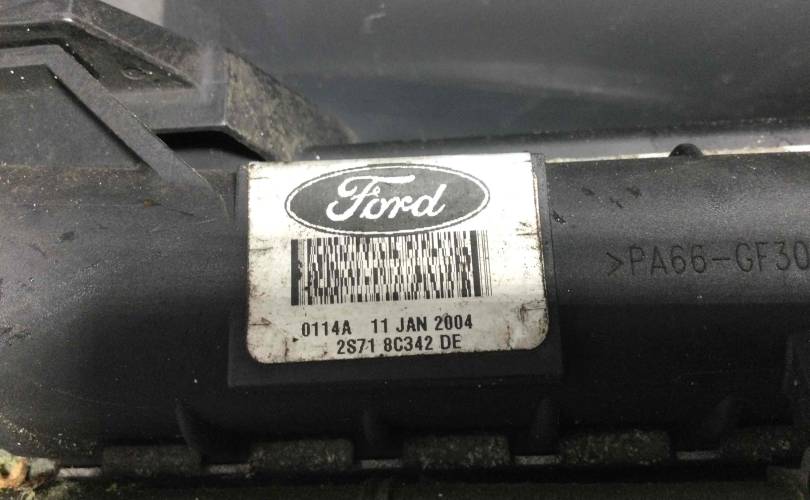 Ford
0114A 11 JAN 2004
2S71 8C342 DE
>PA66-GF30